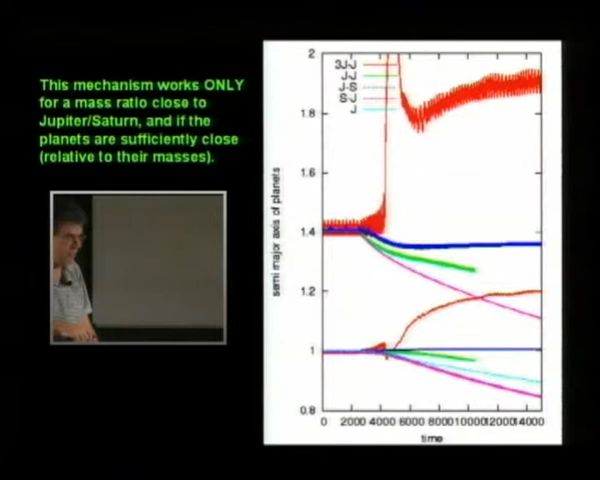 This mechanism works ONLY
for a mass ratio close to
Jupiter/Saturn, and if the
planets are sufficiently close
(relative to their masses).
2
1.8
1.6
1.4
1.2
1
0.8
semi major axis of planets
3J-J
J-J
J-S
S-J
J
0 2000 4000 6000 8000 10000 12000 14000
time